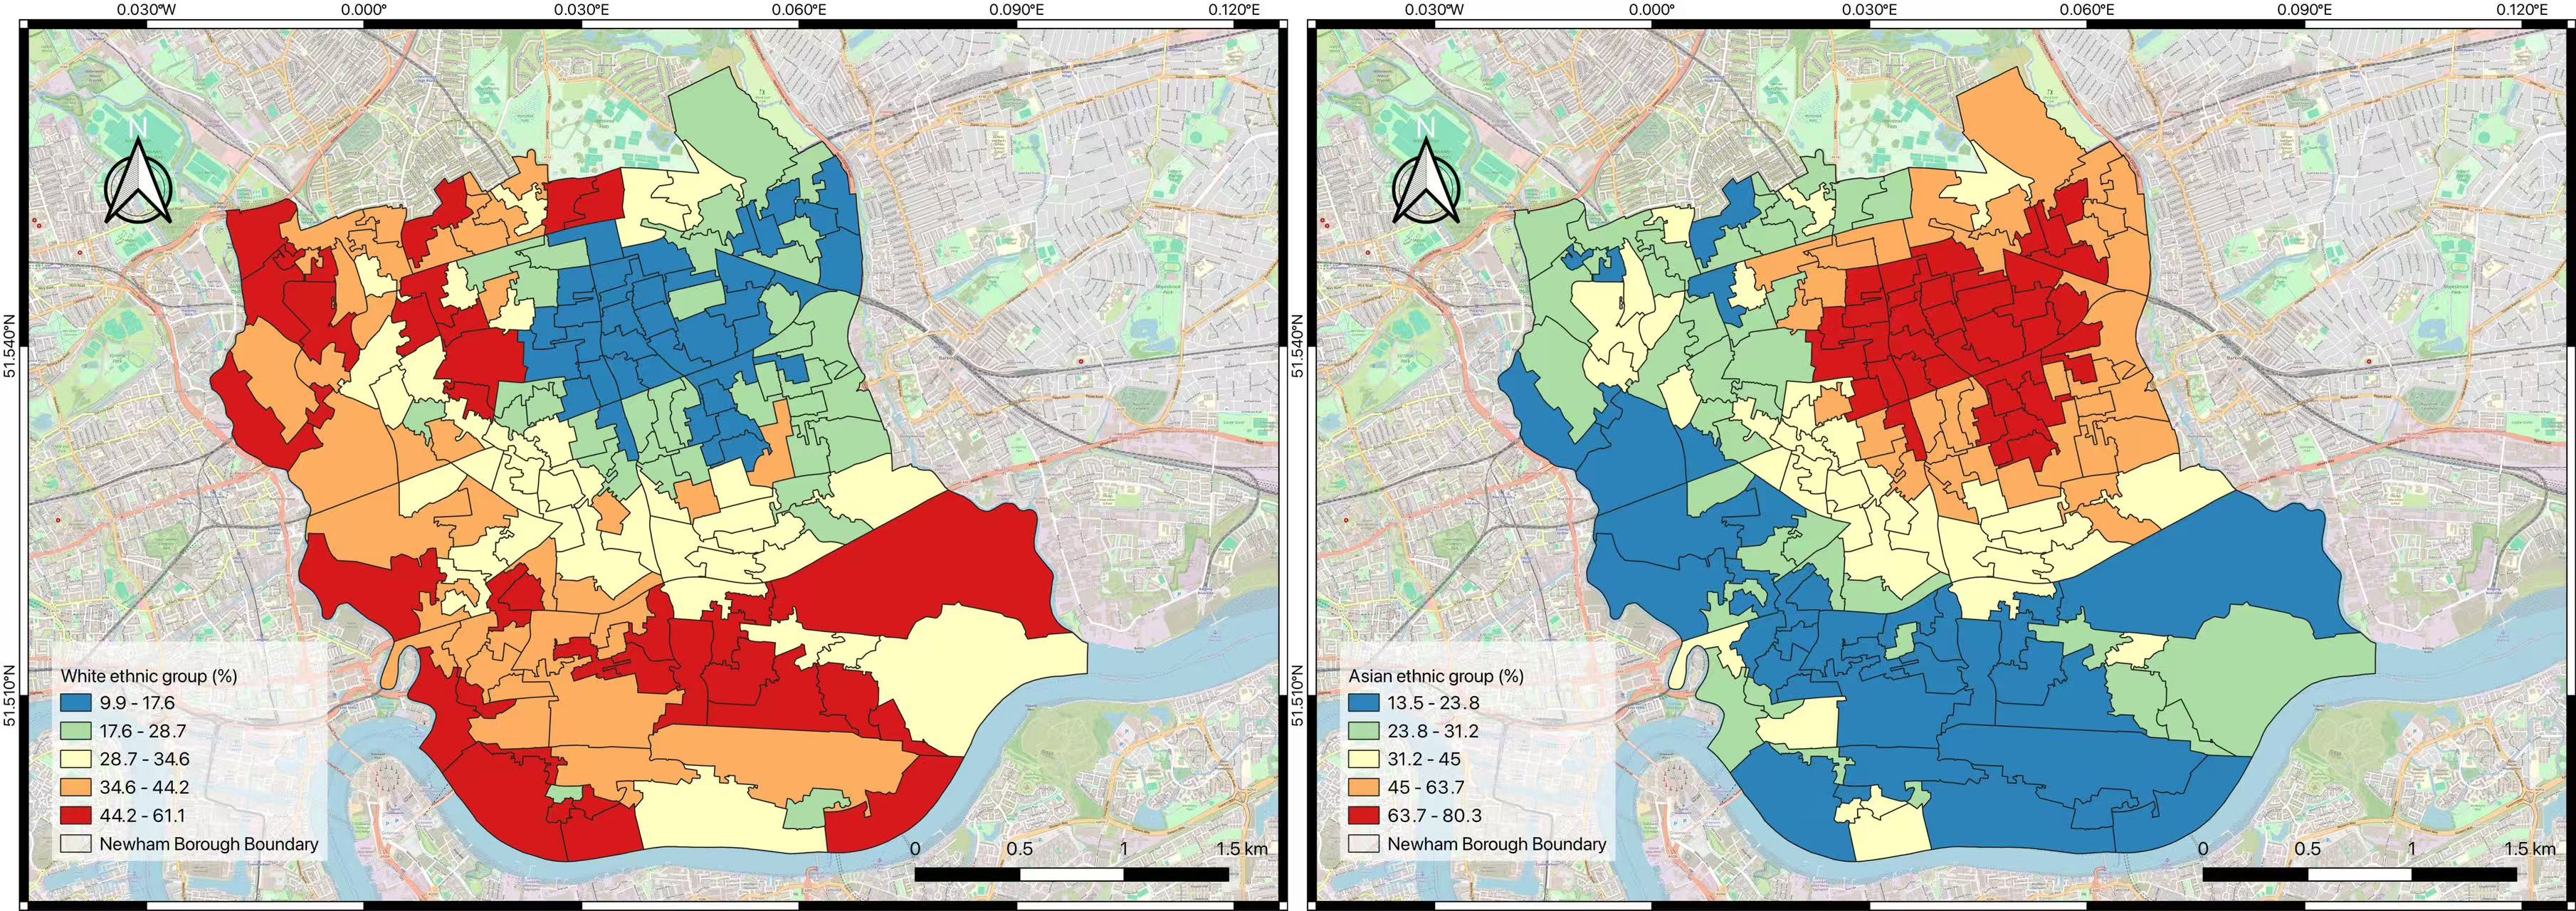 0.030°W 0.000° 0.030°E 0.060°E 0.090°E 0.120°E
N
51.540°N
51.510°N
White ethnic group (%)
9.9 - 17.6
17.6 - 28.7
28.7 - 34.6
34.6 - 44.2
44.2 - 61.1
Newham Borough Boundary
0 0.5 1 1.5 km
0.030°W 0.000° 0.030°E 0.060°E 0.090°E 0.120°E
N
51.540°N
51.510°N
Asian ethnic group (%)
13.5 - 23.8
23.8 - 31.2
31.2 - 45
45 - 63.7
63.7 - 80.3
Newham Borough Boundary
0 0.5 1 1.5 km